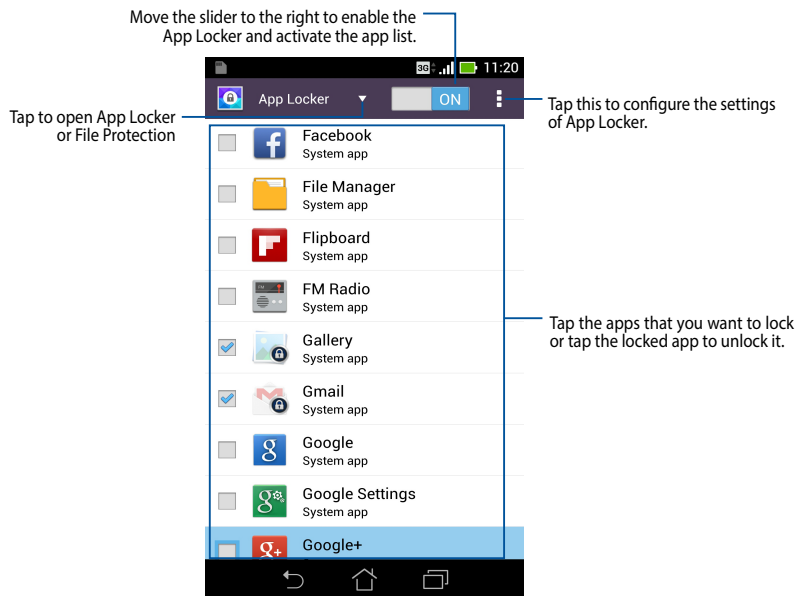 Move the slider to the right to enable the
App Locker and activate the app list.
3G 11:20
App Locker ON
Tap to open App Locker
or File Protection
Tap this to configure the settings
of App Locker.
Facebook
System app
File Manager
System app
Flipboard
System app
FM Radio
System app
Gallery
System app
Tap the apps that you want to lock
or tap the locked app to unlock it.
Gmail
System app
Google
System app
Google Settings
System app
Google+